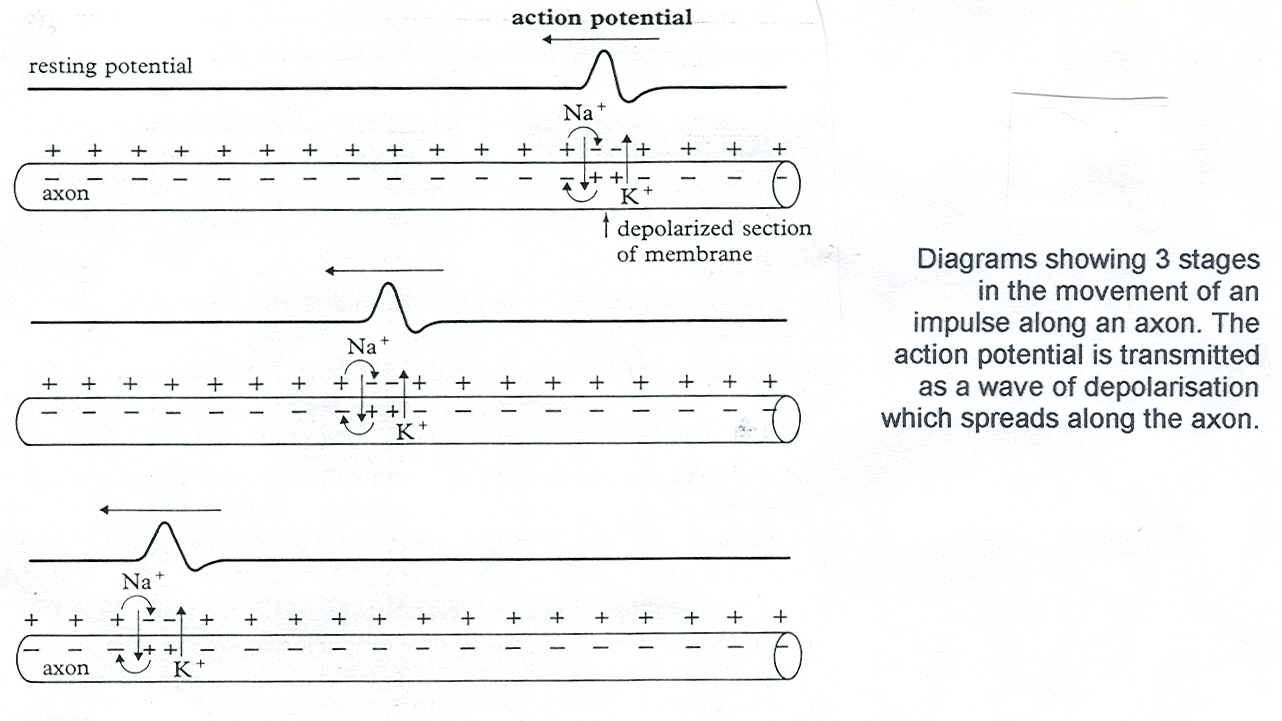 action potential
resting potential
Na+
+ + + + + + + + + + + + + − − + + + +
− − − − − − − − − − − − − + + − − − −
axon
K+
depolarized section
of membrane
Na+
+ + + + + + + + − − + + + + + + + + +
− − − − − − − − + + − − − − − − − − −
K+
Na+
+ + + − − + + + + + + + + + + + + +
− − − + + − − − − − − − − − − − − −
axon
K+
Diagrams showing 3 stages
in the movement of an
impulse along an axon. The
action potential is transmitted
as a wave of depolarisation
which spreads along the axon.